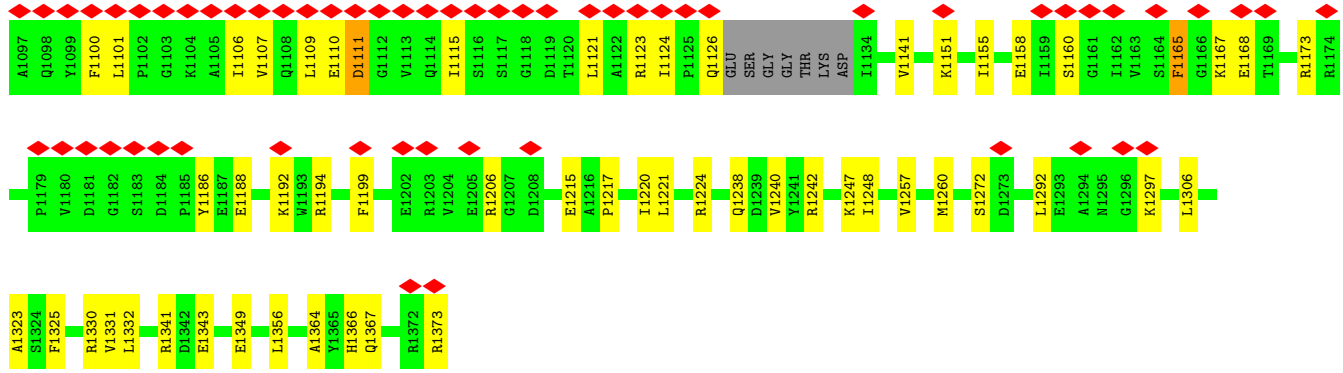 A1097 Q1098 Y1099 F1100 L1101 P1102 G1103 K1104 A1105 I1106 V1107 Q1108 L1109 E1110 D1111 G1112 V1113 Q1114 I1115 S1116 S1117 G1118 D1119 T1120 L1121 A1122 R1123 I1124 P1125 Q1126 GLU SER GLY GLY THR LYS ASP I1134 V1141 K1151 I1155 E1158 I1159 S1160 G1161 I1162 V1163 S1164 F1165 G1166 K1167 E1168 T1169 R1173 R1174
P1179 V1180 D1181 G1182 S1183 D1184 P1185 Y1186 E1187 E1188 K1192 W1193 R1194 F1199 E1202 R1203 V1204 E1205 R1206 G1207 D1208 E1215 A1216 P1217 I1220 L1221 R1224 Q1238 D1239 V1240 Y1241 R1242 K1247 I1248 V1257 M1260 S1272 D1273 L1292 E1293 A1294 N1295 G1296 K1297 L1306
A1323 S1324 F1325 R1330 V1331 L1332 R1341 D1342 E1343 E1349 L1356 A1364 Y1365 H1366 Q1367 R1372 R1373